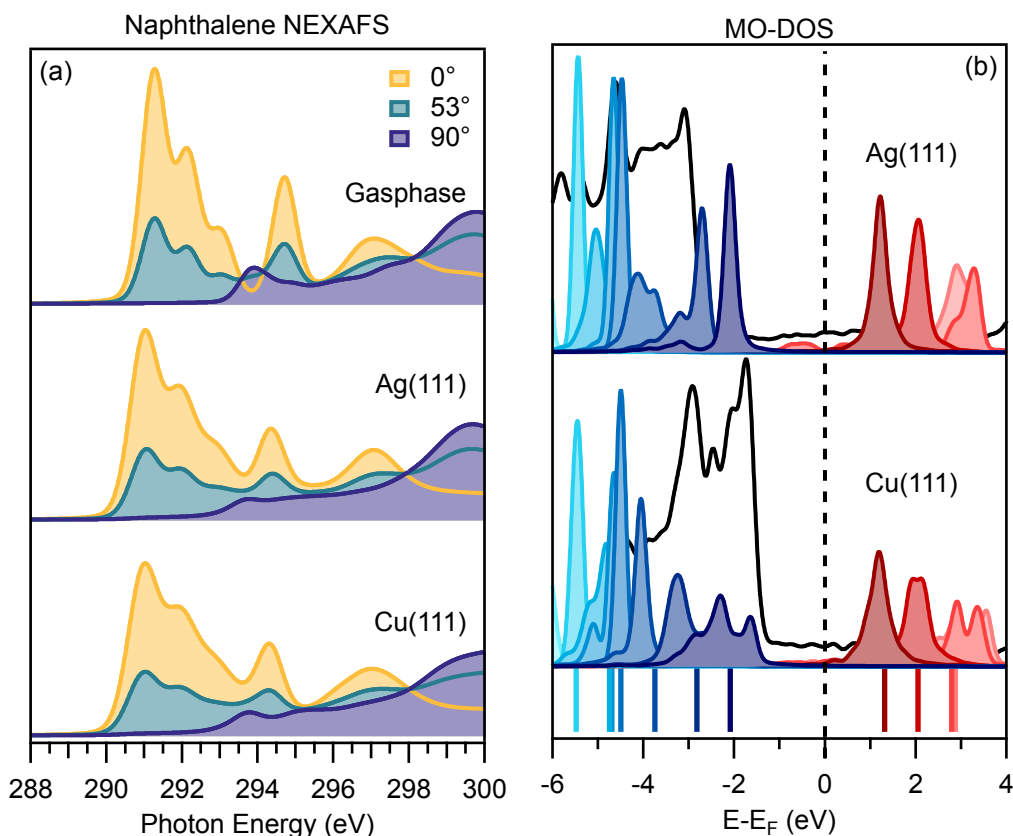 Naphthalene NEXAFS
(a)
0°
53°
90°
Gasphase
Ag(111)
Cu(111)
288 290 292 294 296 298 300
Photon Energy (eV)
MO-DOS
(b)
Ag(111)
Cu(111)
-6 -4 -2 0 2 4
E-E_F (eV)